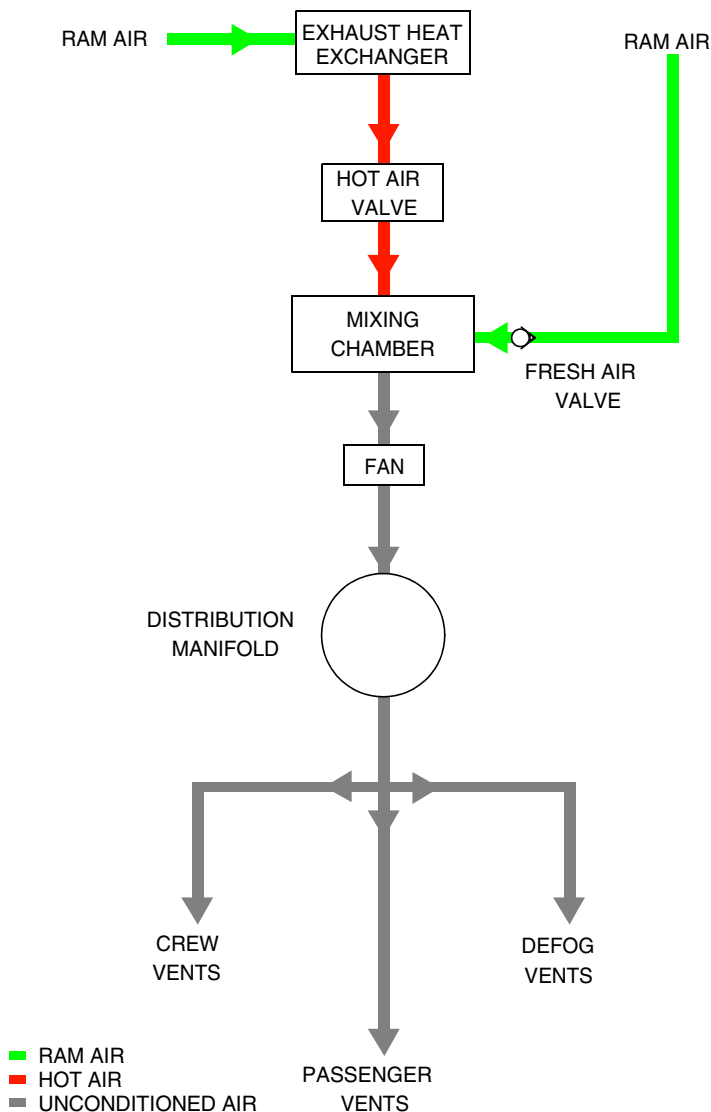 RAM AIR
EXHAUST HEAT
EXCHANGER
RAM AIR
HOT AIR
VALVE
MIXING
CHAMBER
FRESH AIR
VALVE
FAN
DISTRIBUTION
MANIFOLD
CREW
VENTS
DEFOG
VENTS
PASSENGER
VENTS
RAM AIR
HOT AIR
UNCONDITIONED AIR